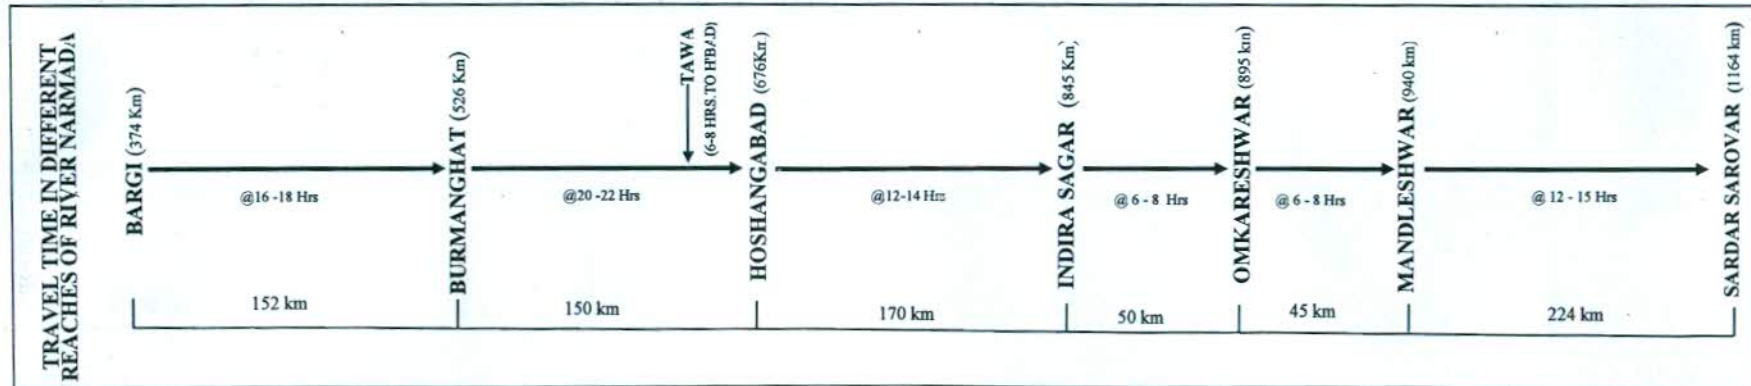 TRAVEL TIME IN DIFFERENT
REACHES OF RIVER NARMADA
BARGI (374 Km)
@16 -18 Hrs
BURMANGHAT (526 Km)
@20 -22 Hrs
TAWA
(6-8 HRS.TO H'BAD)
HOSHANGABAD (676Km)
@12-14 Hrs
INDIRA SAGAR (845 Km)
@ 6 - 8 Hrs
OMKARESHWAR (895 km)
@ 6 - 8 Hrs
MANDLESHWAR (940 km)
@ 12 - 15 Hrs
SARDAR SAROVAR (1164 km)
152 km
150 km
170 km
50 km
45 km
224 km